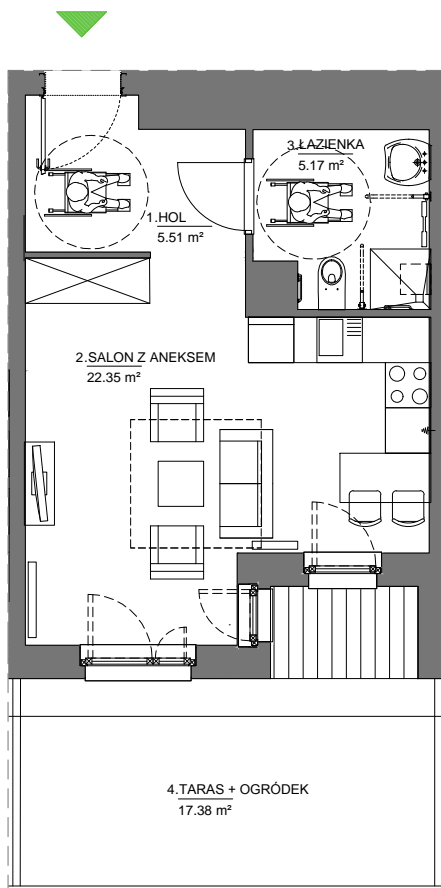 3.ŁAZIENKA
5.17 m²
1.HOL
5.51 m²
2.SALON Z ANEKSEM
22.35 m²
4.TARAS + OGRÓDEK
17.38 m²